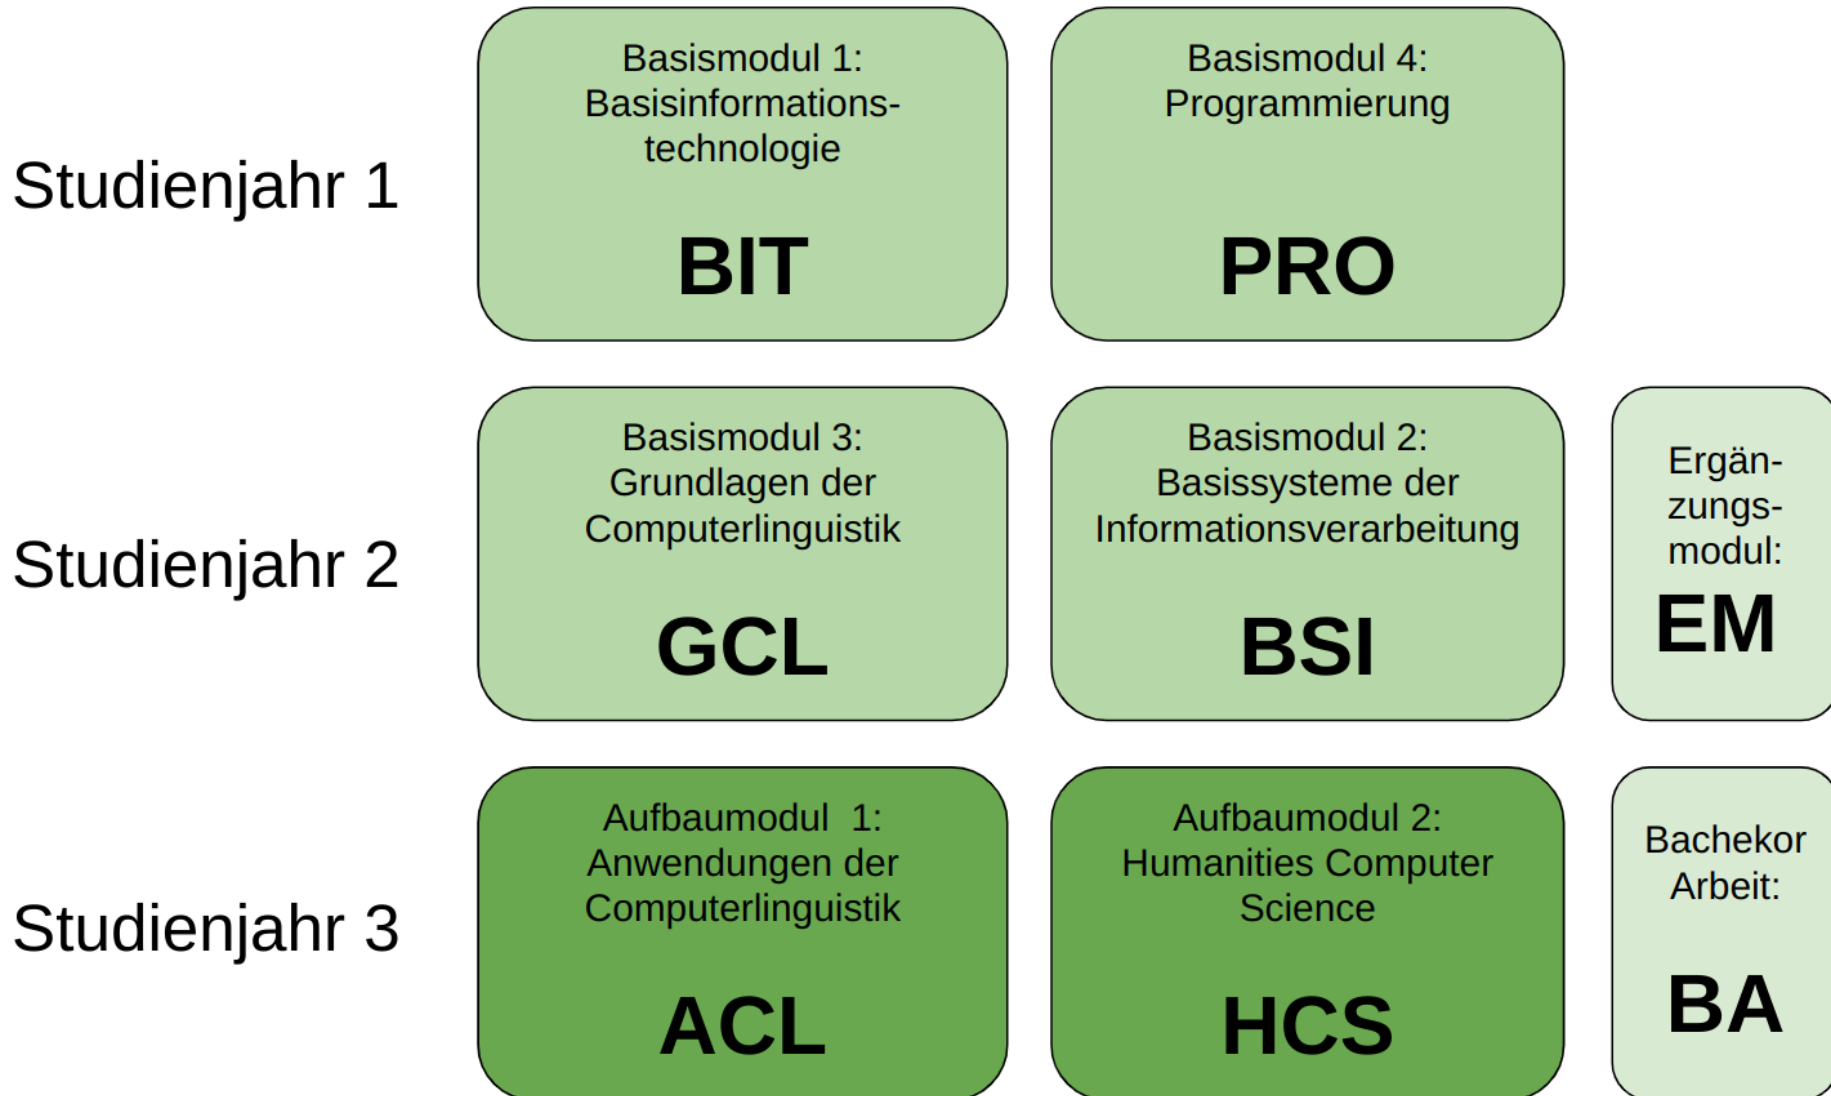 Studienjahr 1
Basismodul 1:
Basisinformations-
technologie
BIT
Basismodul 4:
Programmierung
PRO
Studienjahr 2
Basismodul 3:
Grundlagen der
Computerlinguistik
GCL
Basismodul 2:
Basissysteme der
Informationsverarbeitung
BSI
Ergän-
zungs-
modul:
EM
Studienjahr 3
Aufbaumodul  1:
Anwendungen der
Computerlinguistik
ACL
Aufbaumodul 2:
Humanities Computer
Science
HCS
Bachekor
Arbeit:
BA